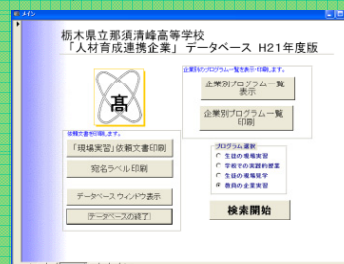 メイン
栃木県立那須清峰高等学校
「人材育成連携企業」 データベース H21年度版
企業別のプログラム一覧を表示・印刷します。
企業別プログラム一覧
表示
企業別プログラム一覧
印刷
高
依頼文書を印刷します。
「現場実習」依頼文書印刷
宛名ラベル印刷
データベースウィンドウ表示
データベースの終了
プログラム選択
生徒の現場実習
学校での実践的授業
生徒の現場見学
教員の企業実習
検索開始